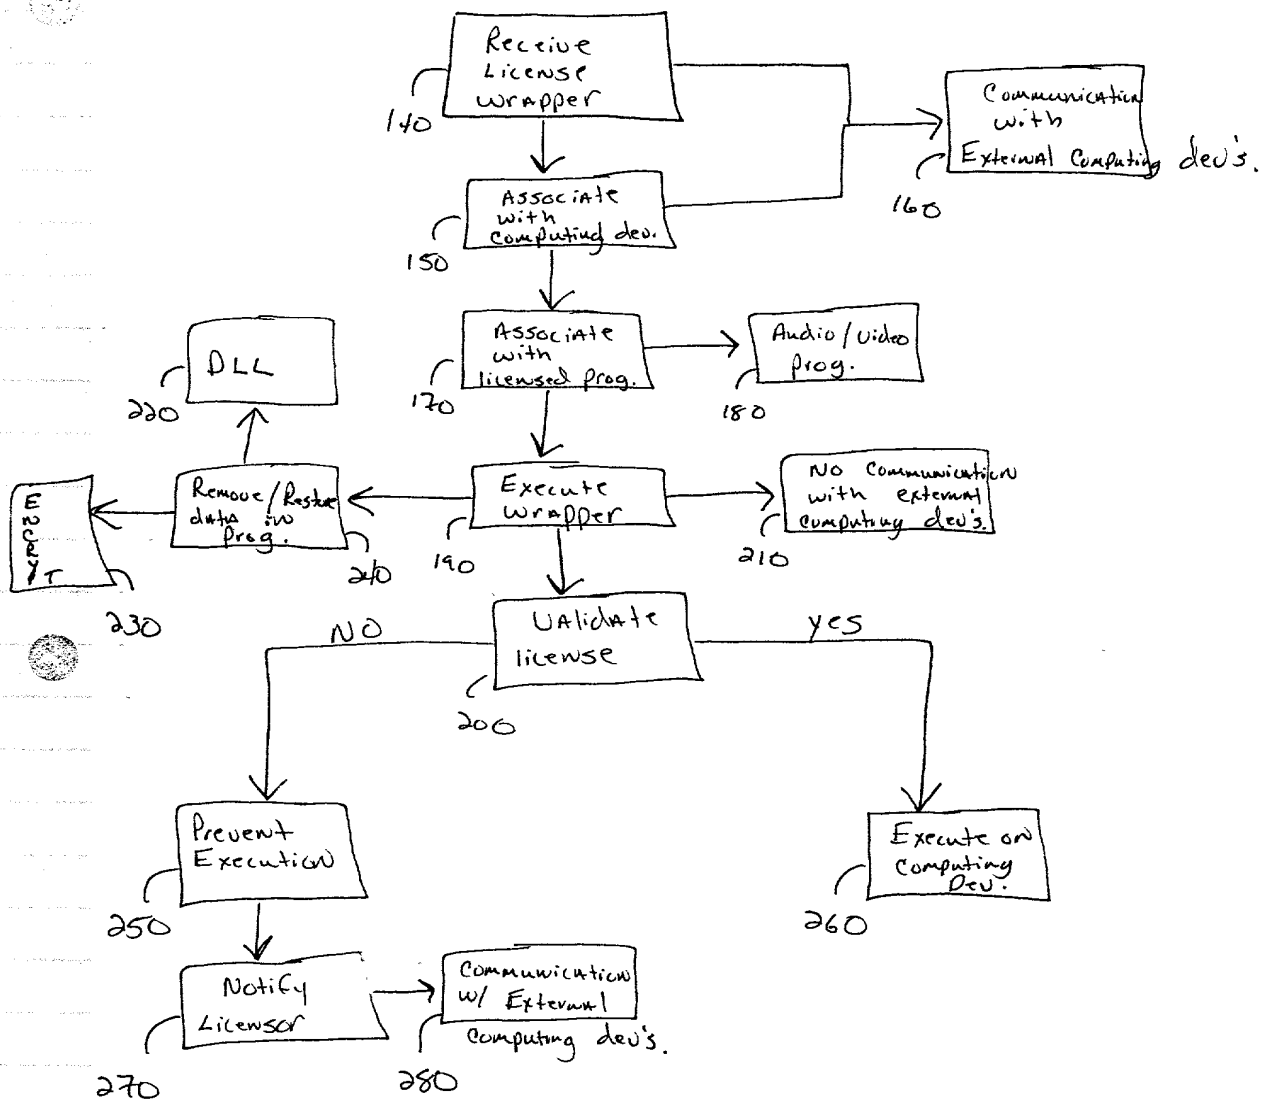 Receive
License
Wrapper
140
Communication
with
External Computing dev's.
160
Associate
with
Computing dev.
150
Associate
with
licensed prog.
170
Audio/video
prog.
180
DLL
220
Execute
Wrapper
190
No Communication
with external
Computing dev's.
210
Remove/Restore
data in
prog.
240
ENCRYPT
230
Validate
license
200
NO
yes
Prevent
Execution
250
Execute on
Computing
Dev.
260
Notify
Licensor
270
Communication
w/ External
Computing dev's.
280